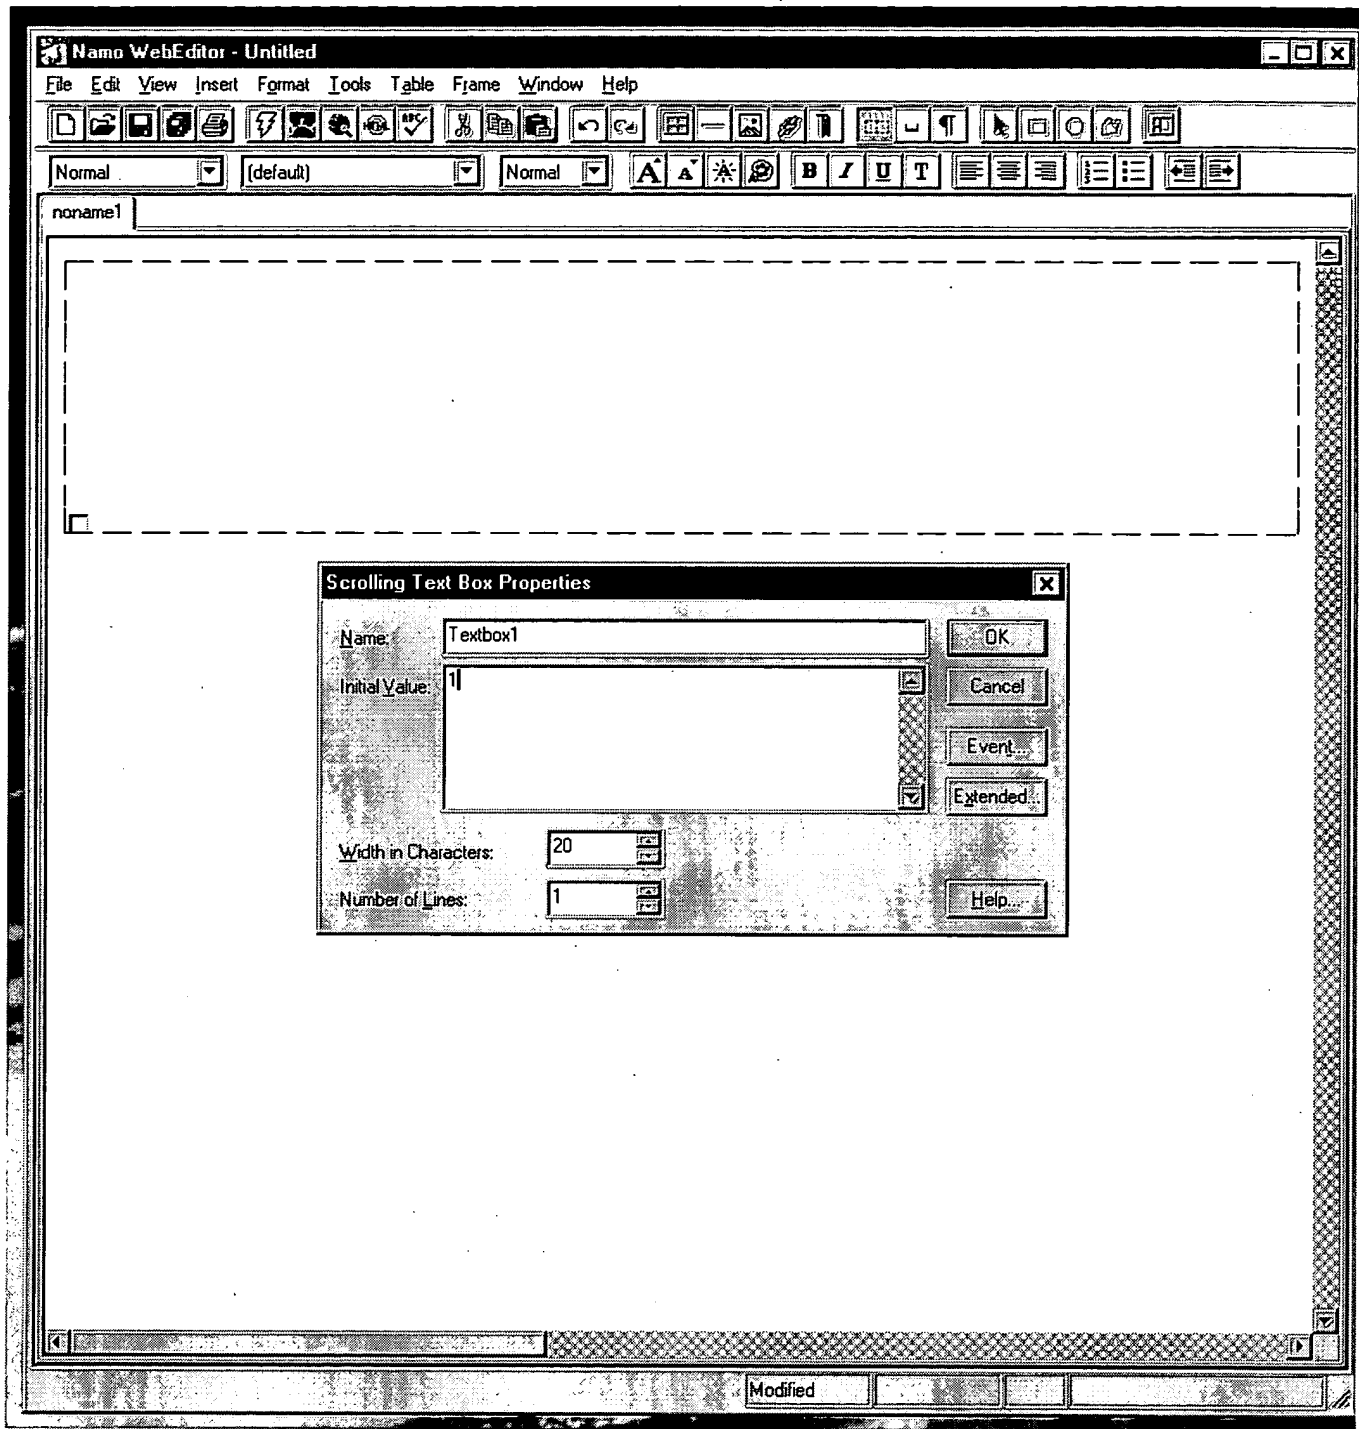 Namo WebEditor - Untitled
File Edit View Insert Format Tools Table Frame Window Help
Normal (default) Normal A A A B I U T
noname1
Scrolling Text Box Properties
Name: Textbox1 OK
Initial Value: 1 Cancel
Event...
Extended...
Width in Characters: 20
Number of Lines: 1 Help...
Modified